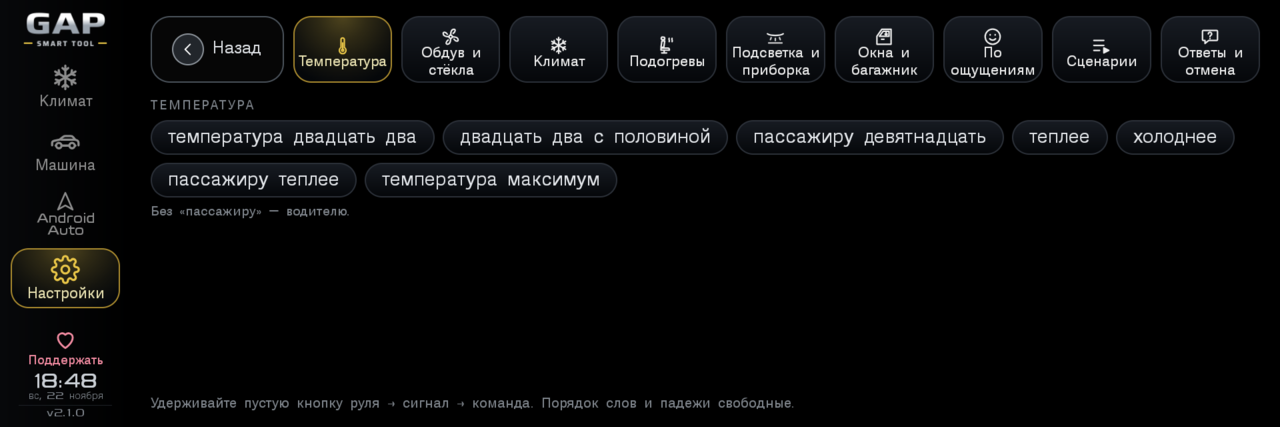 GAP
SMART TOOL
Климат
Машина
Android
Auto
Настройки
Поддержать
18:48
вс, 22 ноября
v2.1.0
Назад
Температура
Обдув и
стёкла
Климат
Подогревы
Подсветка и
приборка
Окна и
багажник
По
ощущениям
Сценарии
Ответы и
отмена
ТЕМПЕРАТУРА
температура двадцать два
двадцать два с половиной
пассажиру девятнадцать
теплее
холоднее
пассажиру теплее
температура максимум
Без «пассажиру» — водителю.
Удерживайте пустую кнопку руля → сигнал → команда. Порядок слов и падежи свободные.